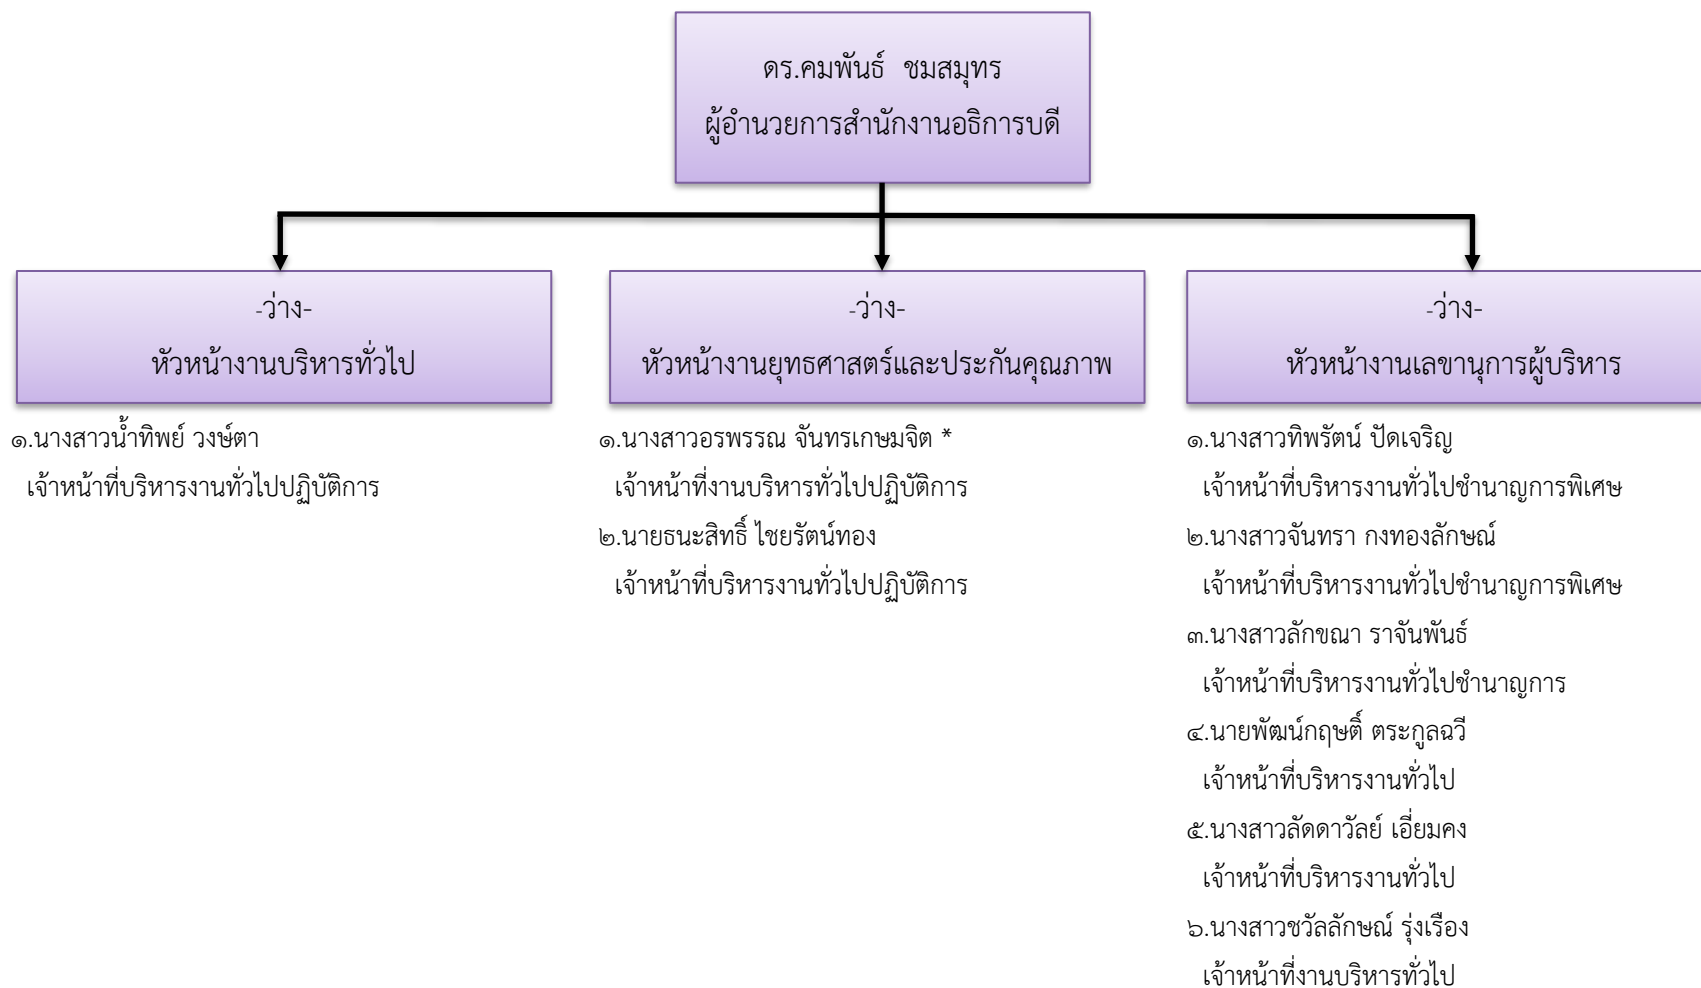 ดร.คมพันธ์ ชมสมุทร
ผู้อำนวยการสำนักงานอธิการบดี
-ว่าง-
หัวหน้างานบริหารทั่วไป
๑.นางสาวน้ำทิพย์ วงษ์ตา
เจ้าหน้าที่บริหารงานทั่วไปปฏิบัติการ
-ว่าง-
หัวหน้างานยุทธศาสตร์และประกันคุณภาพ
๑.นางสาวอรพรรณ จันทรเกษมจิต *
เจ้าหน้าที่งานบริหารทั่วไปปฏิบัติการ
๒.นายธนะสิทธิ์ ไชยรัตน์ทอง
เจ้าหน้าที่บริหารงานทั่วไปปฏิบัติการ
-ว่าง-
หัวหน้างานเลขานุการผู้บริหาร
๑.นางสาวทิพรัตน์ ปัดเจริญ
เจ้าหน้าที่บริหารงานทั่วไปชำนาญการพิเศษ
๒.นางสาวจันทรา กงทองลักษณ์
เจ้าหน้าที่บริหารงานทั่วไปชำนาญการพิเศษ
๓.นางสาวลักขณา ราจันพันธ์
เจ้าหน้าที่บริหารงานทั่วไปชำนาญการ
๔.นายพัฒน์กฤษติ์ ตระกูลฉวี
เจ้าหน้าที่บริหารงานทั่วไป
๕.นางสาวลัดดาวัลย์ เอี่ยมคง
เจ้าหน้าที่บริหารงานทั่วไป
๖.นางสาวชวัลลักษณ์ รุ่งเรือง
เจ้าหน้าที่งานบริหารทั่วไป